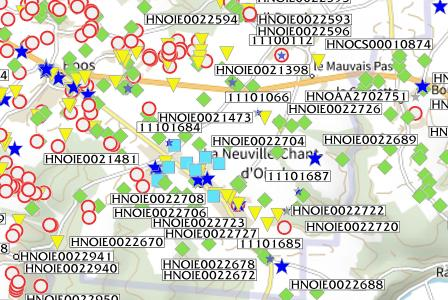 HNOIE0022594
HNOIE0022593
HNOIE0022596
11100112
HNOCS00010874
le Mauvais Pas
HNOIE0021398
11101066
HNOAA2702751
HNOIE0022726
HNOIE0021473
11101684
HNOIE0022704
HNOIE0022689
HNOIE0021481
Neuville-Chant-
11101687
HNOIE0022708
HNOIE0022706
HNOIE0022722
HNOIE0022723
HNOIE0022720
HNOIE0022727
HNOIE0022670
11101685
HNOIE0022941
HNOIE0022940
HNOIE0022678
HNOIE0022672
HNOIE0022688
HNOIE0022950